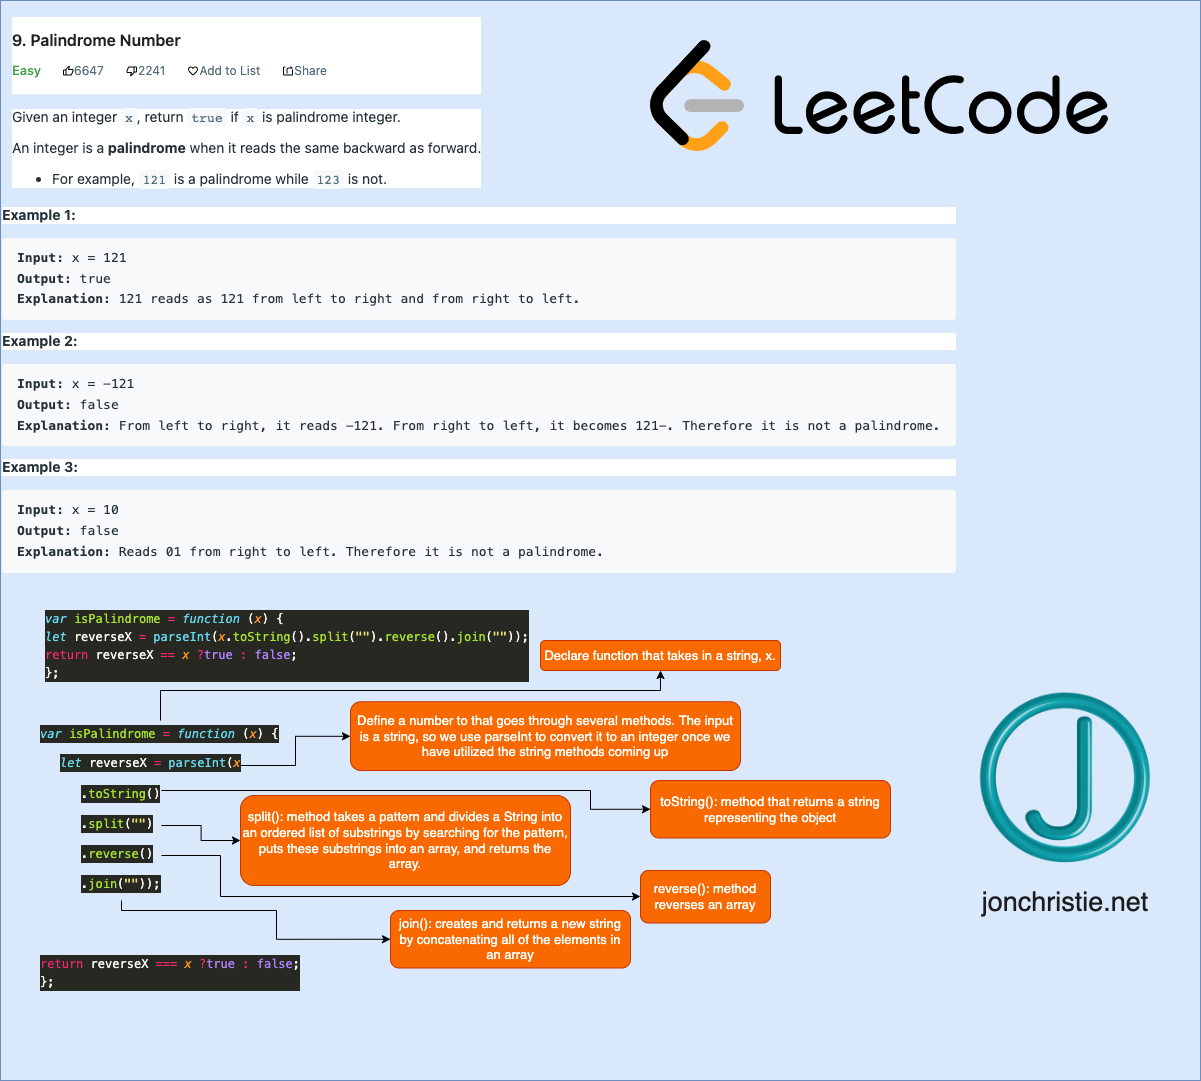 9. Palindrome Number
Easy 6647 2241 Add to List Share
LeetCode
Given an integer x, return true if x is palindrome integer.
An integer is a palindrome when it reads the same backward as forward.
• For example, 121 is a palindrome while 123 is not.
Example 1:
Input: x = 121
Output: true
Explanation: 121 reads as 121 from left to right and from right to left.
Example 2:
Input: x = -121
Output: false
Explanation: From left to right, it reads -121. From right to left, it becomes 121-. Therefore it is not a palindrome.
Example 3:
Input: x = 10
Output: false
Explanation: Reads 01 from right to left. Therefore it is not a palindrome.
var isPalindrome = function (x) {
let reverseX = parseInt(x.toString().split("").reverse().join(""));
return reverseX == x ?true : false;
};
Declare function that takes in a string, x.
var isPalindrome = function (x) {
Define a number to that goes through several methods. The input
is a string, so we use parseInt to convert it to an integer once we
have utilized the string methods coming up
let reverseX = parseInt(x
.toString()
toString(): method that returns a string
representing the object
.split("")
split(): method takes a pattern and divides a String into
an ordered list of substrings by searching for the pattern,
puts these substrings into an array, and returns the
array.
.reverse()
reverse(): method
reverses an array
.join(""));
join(): creates and returns a new string
by concatenating all of the elements in
an array
return reverseX === x ?true : false;
};
J
jonchristie.net